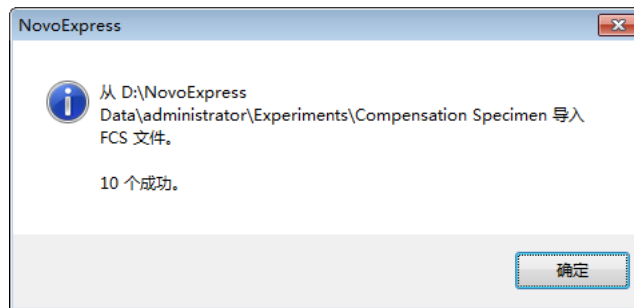 NovoExpress
从 D:\NovoExpress
Data\administrator\Experiments\Compensation Specimen 导入
FCS 文件。
10 个成功。
确定